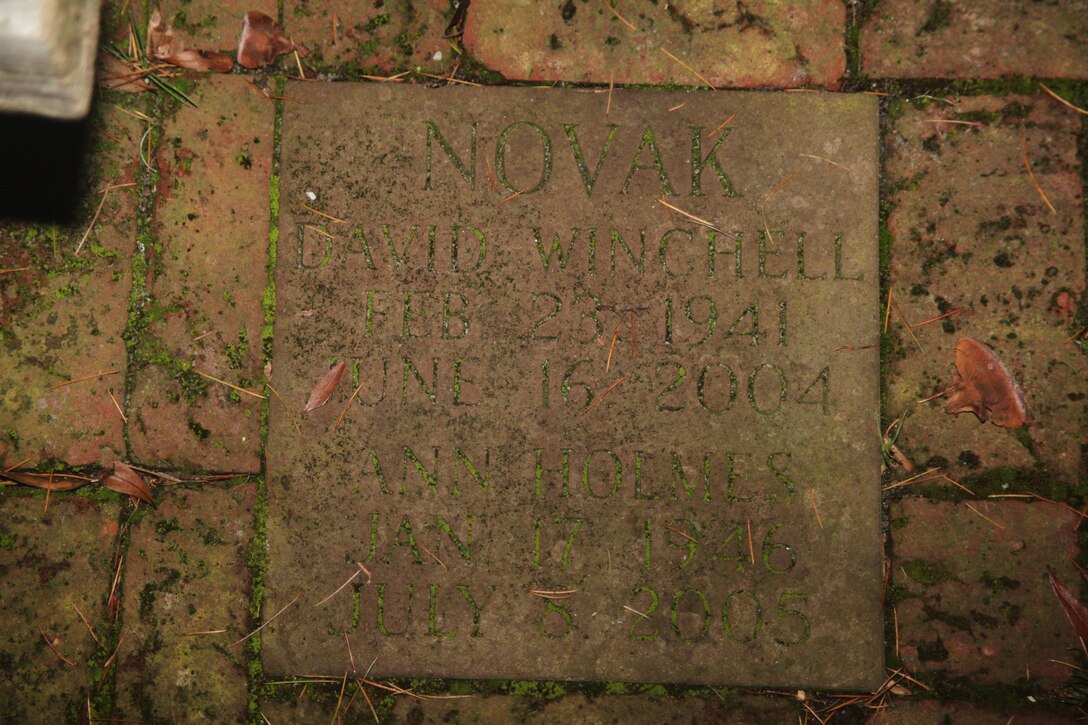 NOVAK
DAVID WINCHELL
FEB 23 1941
JUNE 16 2004
ANN HOLMES
JAN 17 1946
JULY 8 2005